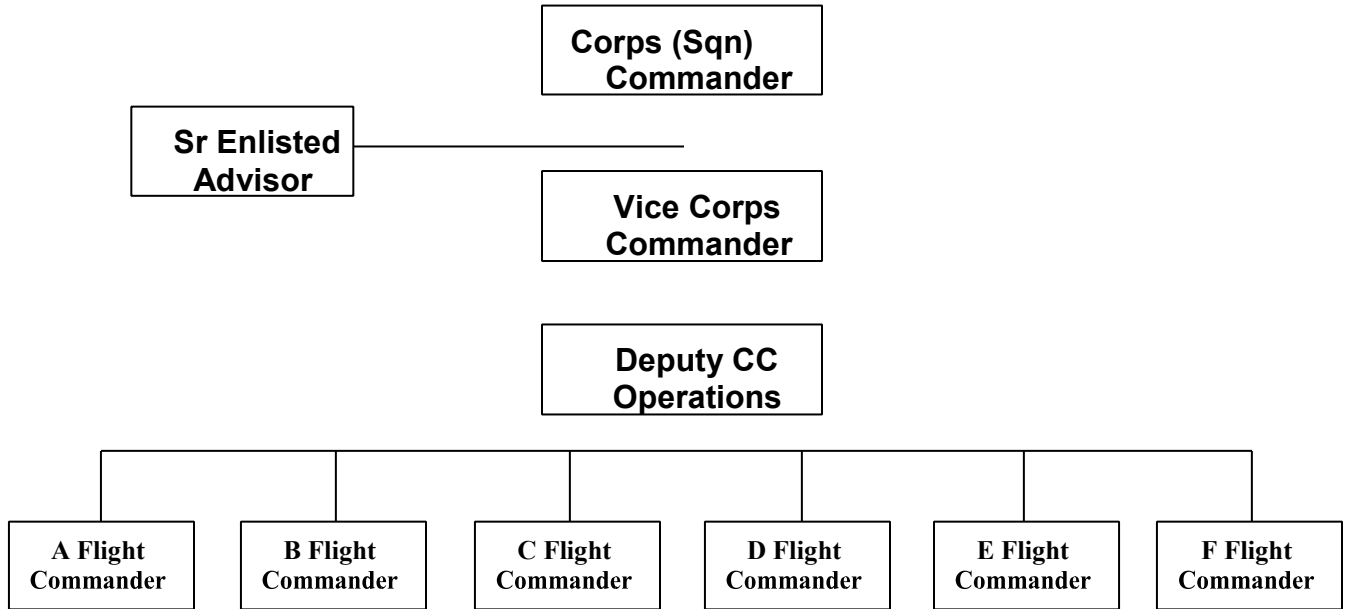 Corps (Sqn)
Commander
Sr Enlisted
Advisor
Vice Corps
Commander
Deputy CC
Operations
A Flight
Commander
B Flight
Commander
C Flight
Commander
D Flight
Commander
E Flight
Commander
F Flight
Commander